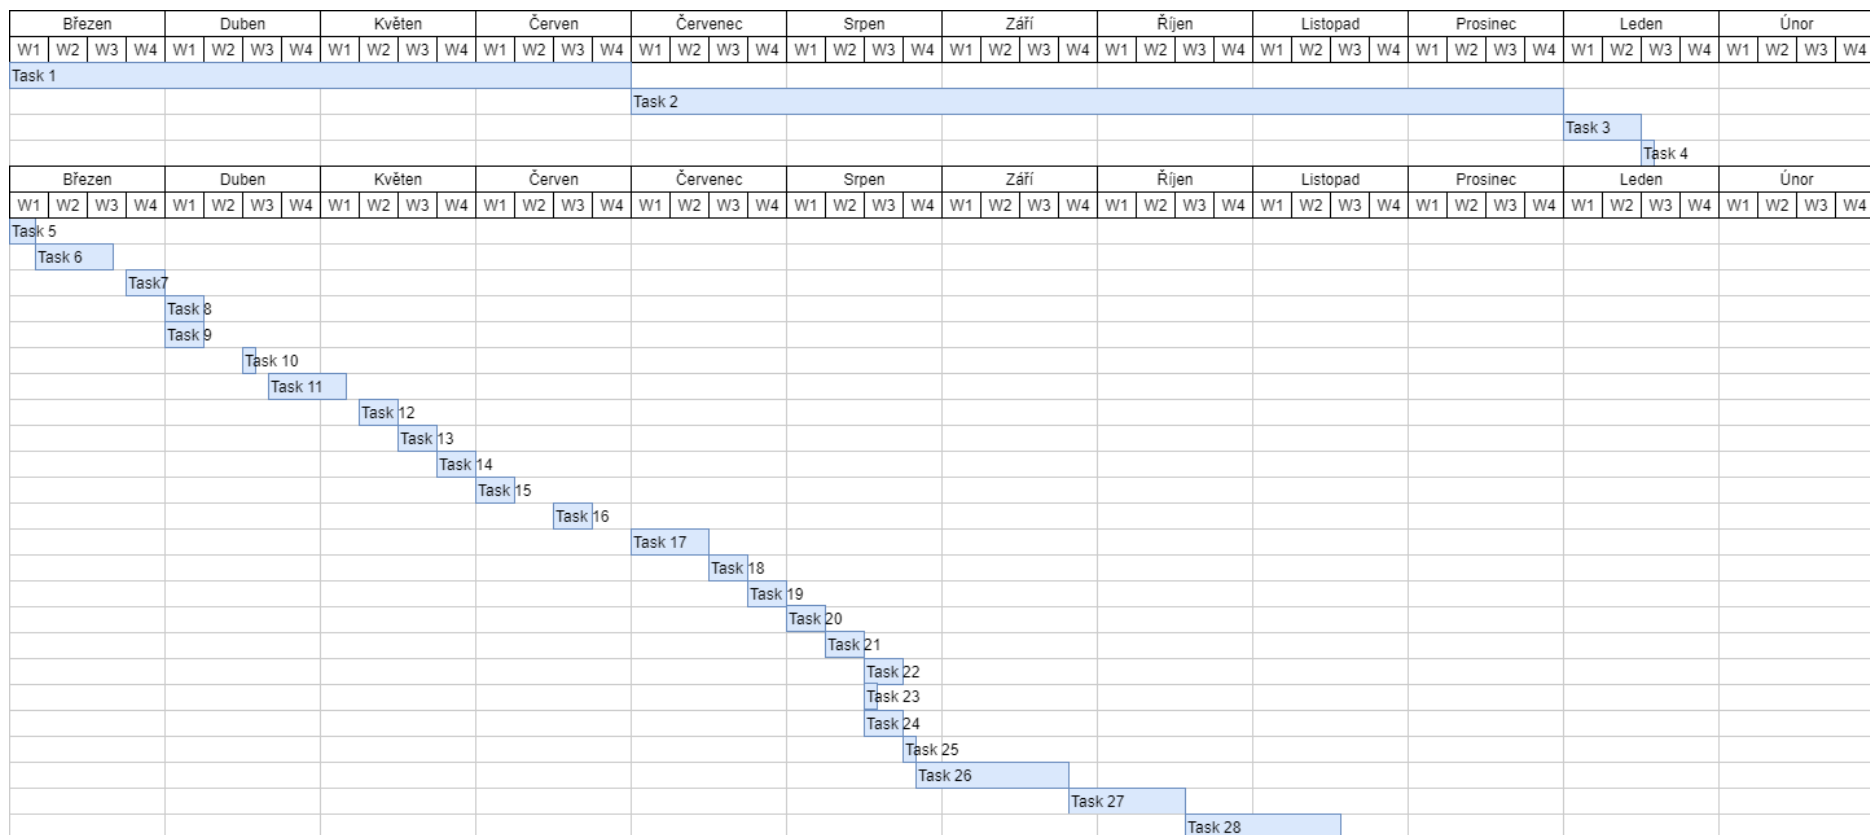 Březen Duben Květen Červen Červenec Srpen Září Říjen Listopad Prosinec Leden Únor
W1 W2 W3 W4 W1 W2 W3 W4 W1 W2 W3 W4 W1 W2 W3 W4 W1 W2 W3 W4 W1 W2 W3 W4 W1 W2 W3 W4 W1 W2 W3 W4 W1 W2 W3 W4 W1 W2 W3 W4 W1 W2 W3 W4 W1 W2 W3 W4
Task 1
Task 2
Task 3
Task 4
Březen Duben Květen Červen Červenec Srpen Září Říjen Listopad Prosinec Leden Únor
W1 W2 W3 W4 W1 W2 W3 W4 W1 W2 W3 W4 W1 W2 W3 W4 W1 W2 W3 W4 W1 W2 W3 W4 W1 W2 W3 W4 W1 W2 W3 W4 W1 W2 W3 W4 W1 W2 W3 W4 W1 W2 W3 W4 W1 W2 W3 W4
Task 5
Task 6
Task7
Task 8
Task 9
Task 10
Task 11
Task 12
Task 13
Task 14
Task 15
Task 16
Task 17
Task 18
Task 19
Task 20
Task 21
Task 22
Task 23
Task 24
Task 25
Task 26
Task 27
Task 28